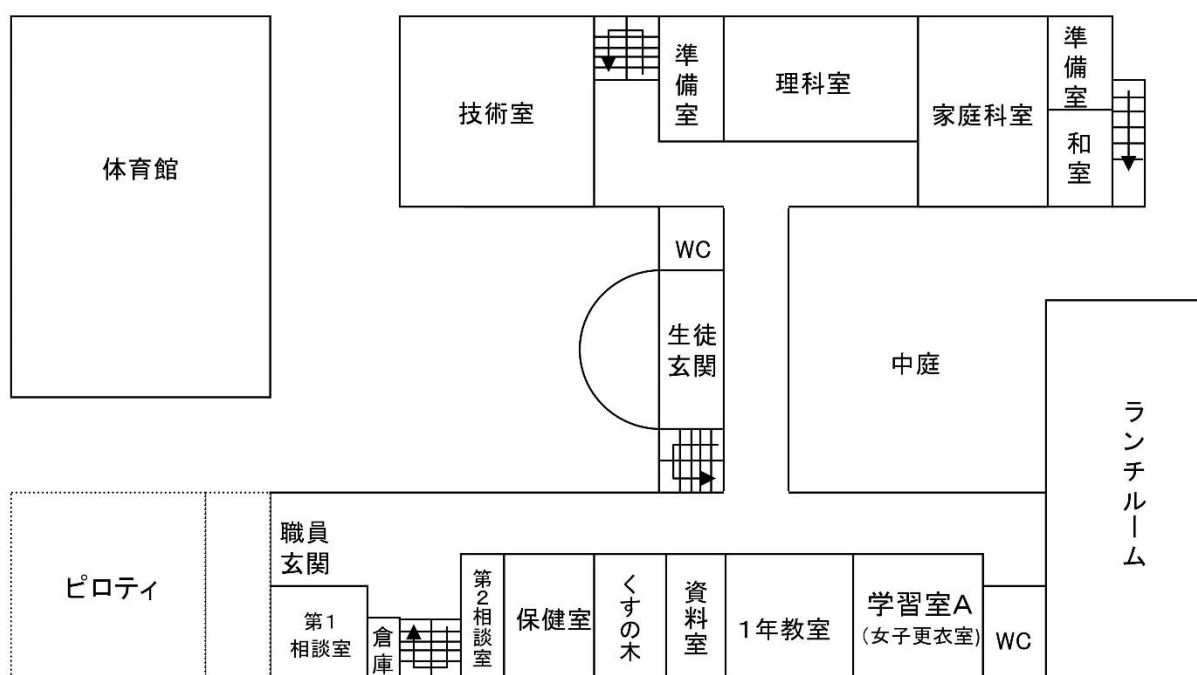 体育館
技術室
準備室
理科室
家庭科室
準備室
和室
WC
生徒
玄関
中庭
ランチルーム
職員
玄関
ピロティ
第1
相談室
倉庫
第2相談室
保健室
くすの木
資料室
1年教室
学習室A
(女子更衣室)
WC